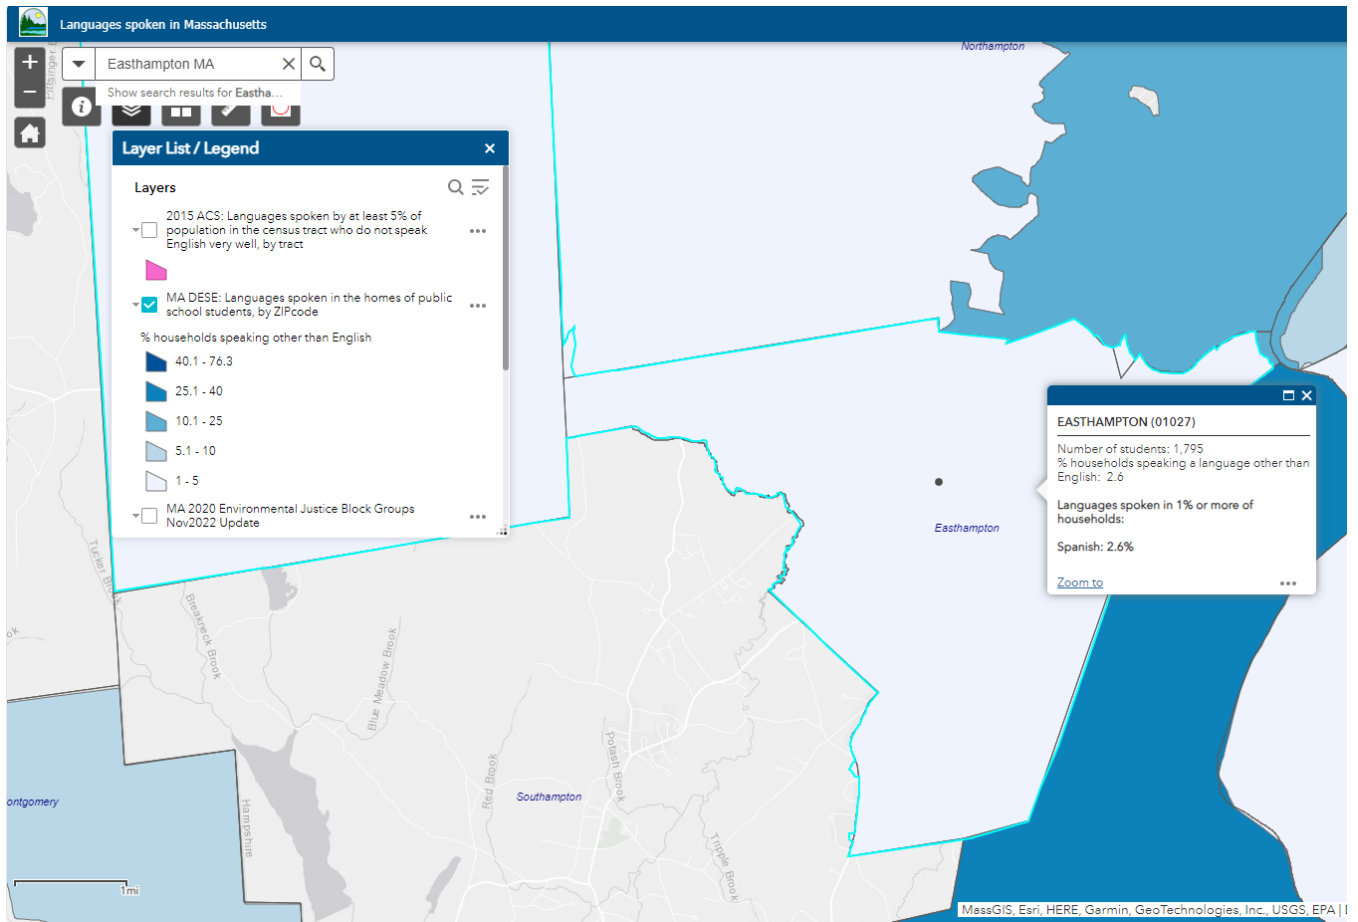 Languages spoken in Massachusetts
Easthampton MA
Show search results for Eastha...
Layer List / Legend
Layers
2015 ACS: Languages spoken by at least 5% of
population in the census tract who do not speak
English very well, by tract
MA DESE: Languages spoken in the homes of public
school students, by ZIPcode
% households speaking other than English
40.1 - 76.3
25.1 - 40
10.1 - 25
5.1 - 10
1 - 5
MA 2020 Environmental Justice Block Groups
Nov2022 Update
Northampton
EASTHAMPTON (01027)
Number of students: 1,795
% households speaking a language other than
English: 2.6
Languages spoken in 1% or more of
households:
Spanish: 2.6%
Zoom to
Easthampton
Tucker Brook
Breakneck Brook
Blue Meadow Brook
Red Brook
Potash Brook
Tripple Brook
Southampton
ontgomery
Hampshire
1mi
MassGIS, Esri, HERE, Garmin, GeoTechnologies, Inc., USGS, EPA |